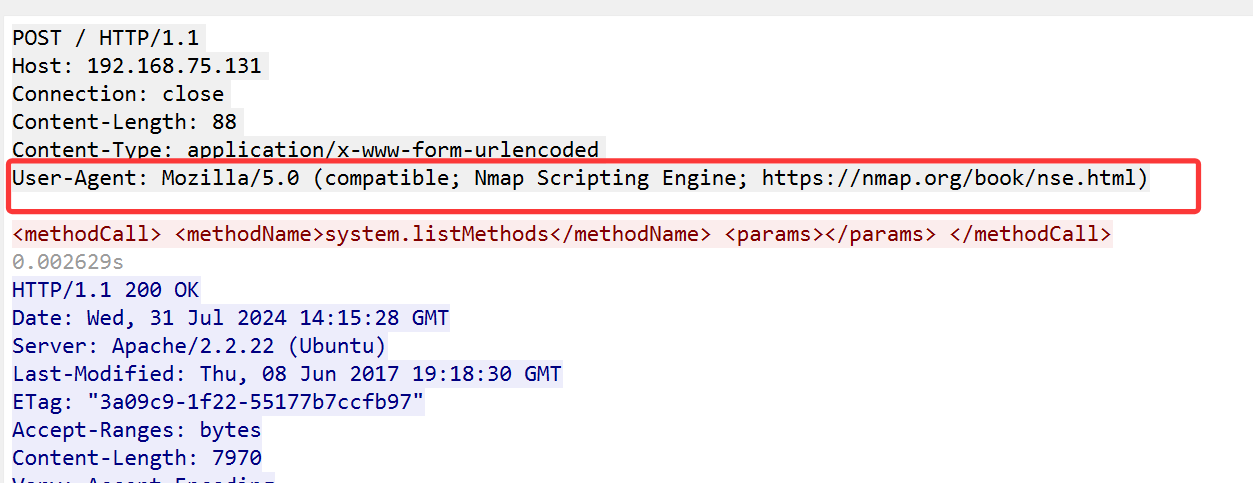 POST / HTTP/1.1
Host: 192.168.75.131
Connection: close
Content-Length: 88
Content-Type: application/x-www-form-urlencoded
User-Agent: Mozilla/5.0 (compatible; Nmap Scripting Engine; https://nmap.org/book/nse.html)
<methodCall> <methodName>system.listMethods</methodName> <params></params> </methodCall>
0.002629s
HTTP/1.1 200 OK
Date: Wed, 31 Jul 2024 14:15:28 GMT
Server: Apache/2.2.22 (Ubuntu)
Last-Modified: Thu, 08 Jun 2017 19:18:30 GMT
ETag: "3a09c9-1f22-55177b7ccfb97"
Accept-Ranges: bytes
Content-Length: 7970
Vary: Accept-Encoding